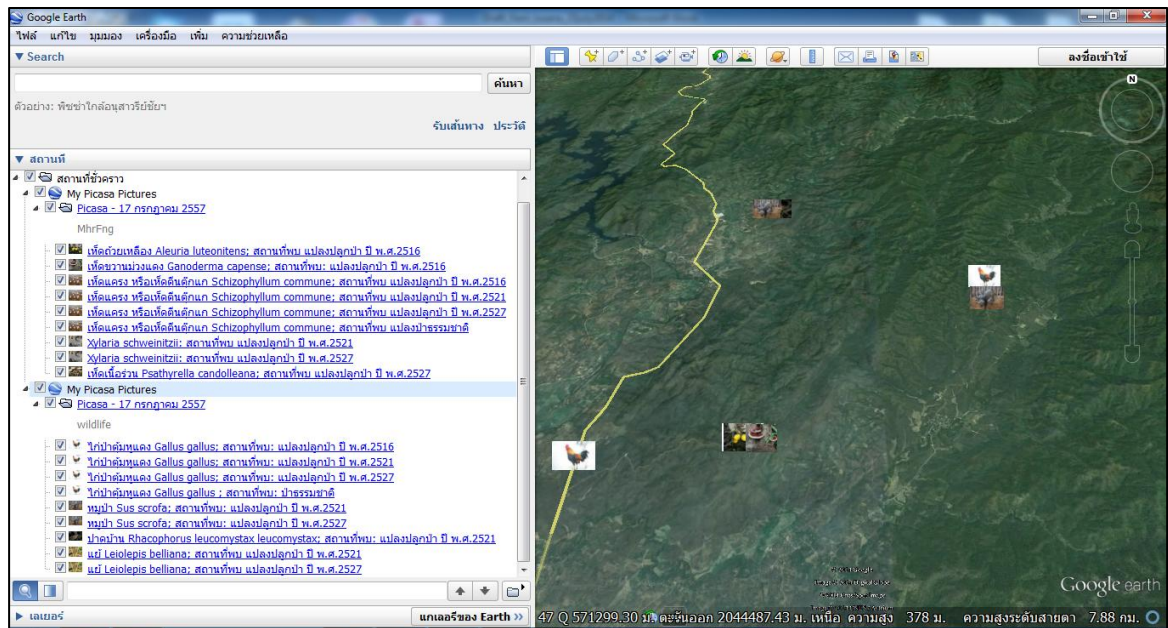 Google Earth
ไฟล์ แก้ไข มุมมอง เครื่องมือ เพิ่ม ความช่วยเหลือ
Search
ค้นหา
ตัวอย่าง: พิซซ่าใกล้อนุสาวรีย์ชัยฯ
รับเส้นทาง ประวัติ
สถานที่
สถานที่ชั่วคราว
My Picasa Pictures
Picasa - 17 กรกฎาคม 2557
MhrFng
เห็ดถ้วยเหลือง Aleuria luteonitens; สถานที่พบ แปลงปลูกป่า ปี พ.ศ.2516
เห็ดขวานม่วงแดง Ganoderma capense; สถานที่พบ: แปลงปลูกป่า ปี พ.ศ.2516
เห็ดแครง หรือเห็ดตีนตุ๊กแก Schizophyllum commune; สถานที่พบ แปลงปลูกป่า ปี พ.ศ.2516
เห็ดแครง หรือเห็ดตีนตุ๊กแก Schizophyllum commune; สถานที่พบ แปลงปลูกป่า ปี พ.ศ.2521
เห็ดแครง หรือเห็ดตีนตุ๊กแก Schizophyllum commune; สถานที่พบ แปลงปลูกป่า ปี พ.ศ.2527
เห็ดแครง หรือเห็ดตีนตุ๊กแก Schizophyllum commune; สถานที่พบ แปลงป่าธรรมชาติ
Xylaria schweinitzii: สถานที่พบ แปลงปลูกป่า ปี พ.ศ.2521
Xylaria schweinitzii: สถานที่พบ แปลงปลูกป่า ปี พ.ศ.2527
เห็ดเนื้อร่วน Psathyrella candolleana; สถานที่พบ แปลงปลูกป่า ปี พ.ศ.2527
My Picasa Pictures
Picasa - 17 กรกฎาคม 2557
wildlife
ไก่ป่าตุ้มหูแดง Gallus gallus; สถานที่พบ: แปลงปลูกป่า ปี พ.ศ.2516
ไก่ป่าตุ้มหูแดง Gallus gallus; สถานที่พบ: แปลงปลูกป่า ปี พ.ศ.2521
ไก่ป่าตุ้มหูแดง Gallus gallus; สถานที่พบ: แปลงปลูกป่า ปี พ.ศ.2527
ไก่ป่าตุ้มหูแดง Gallus gallus ; สถานที่พบ: ป่าธรรมชาติ
หมูป่า Sus scrofa; สถานที่พบ: แปลงปลูกป่า ปี พ.ศ.2521
หมูป่า Sus scrofa; สถานที่พบ: แปลงปลูกป่า ปี พ.ศ.2527
ปาดบ้าน Rhacophorus leucomystax leucomystax; สถานที่พบ: แปลงปลูกป่า ปี พ.ศ.2521
แย้ Leiolepis belliana; สถานที่พบ แปลงปลูกป่า ปี พ.ศ.2521
แย้ Leiolepis belliana; สถานที่พบ แปลงปลูกป่า ปี พ.ศ.2527
เลเยอร์
แกเลอรีของ Earth >>
ลงชื่อเข้าใช้
N
Google earth
47 Q 571299.30 ม. ตะวันออก 2044487.43 ม. เหนือ ความสูง 378 ม. ความสูงระดับสายตา 7.88 กม.